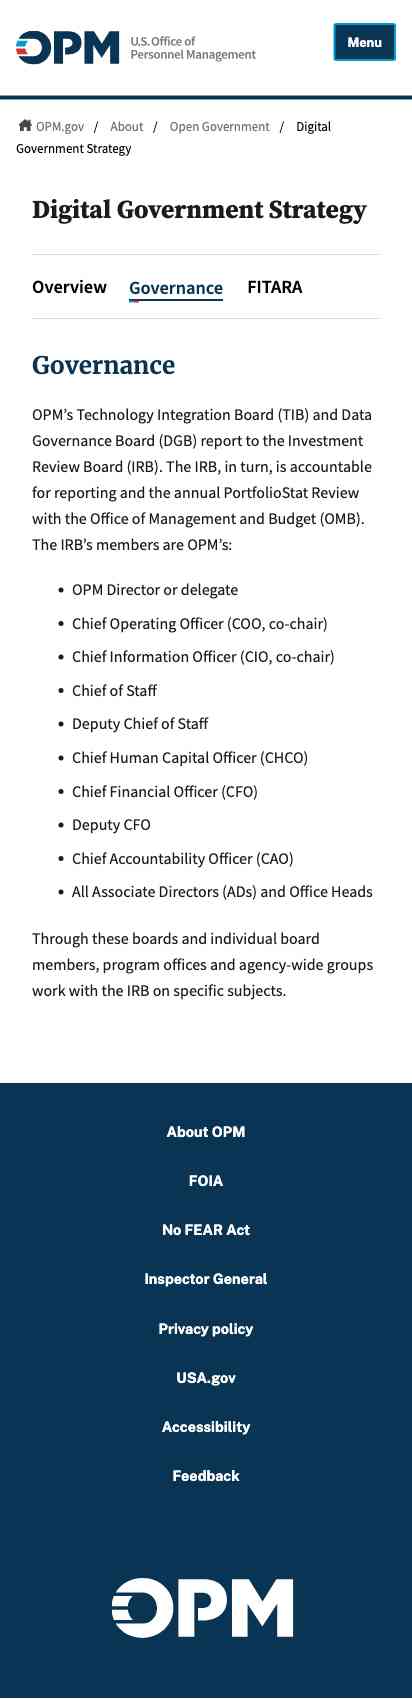 OPM U.S. Office of
Personnel Management
Menu
OPM.gov / About / Open Government / Digital
Government Strategy
Digital Government Strategy
Overview Governance FITARA
Governance
OPM’s Technology Integration Board (TIB) and Data
Governance Board (DGB) report to the Investment
Review Board (IRB). The IRB, in turn, is accountable
for reporting and the annual PortfolioStat Review
with the Office of Management and Budget (OMB).
The IRB’s members are OPM’s:
• OPM Director or delegate
• Chief Operating Officer (COO, co-chair)
• Chief Information Officer (CIO, co-chair)
• Chief of Staff
• Deputy Chief of Staff
• Chief Human Capital Officer (CHCO)
• Chief Financial Officer (CFO)
• Deputy CFO
• Chief Accountability Officer (CAO)
• All Associate Directors (ADs) and Office Heads
Through these boards and individual board
members, program offices and agency-wide groups
work with the IRB on specific subjects.
About OPM
FOIA
No FEAR Act
Inspector General
Privacy policy
USA.gov
Accessibility
Feedback
OPM